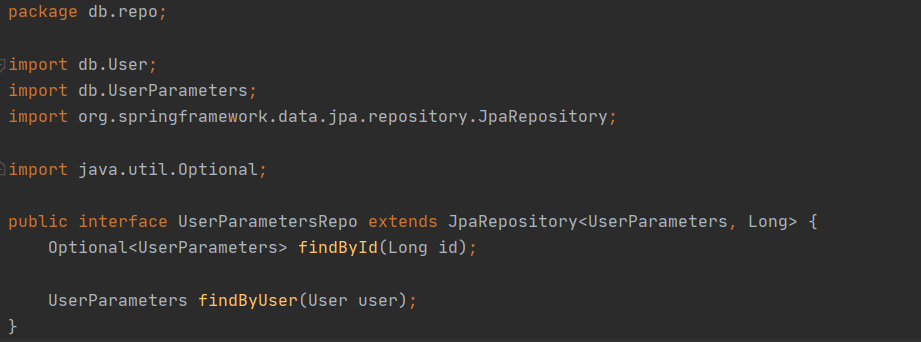 package db.repo;
import db.User;
import db.UserParameters;
import org.springframework.data.jpa.repository.JpaRepository;
import java.util.Optional;
public interface UserParametersRepo extends JpaRepository<UserParameters, Long> {
    Optional<UserParameters> findById(Long id);
    UserParameters findByUser(User user);
}